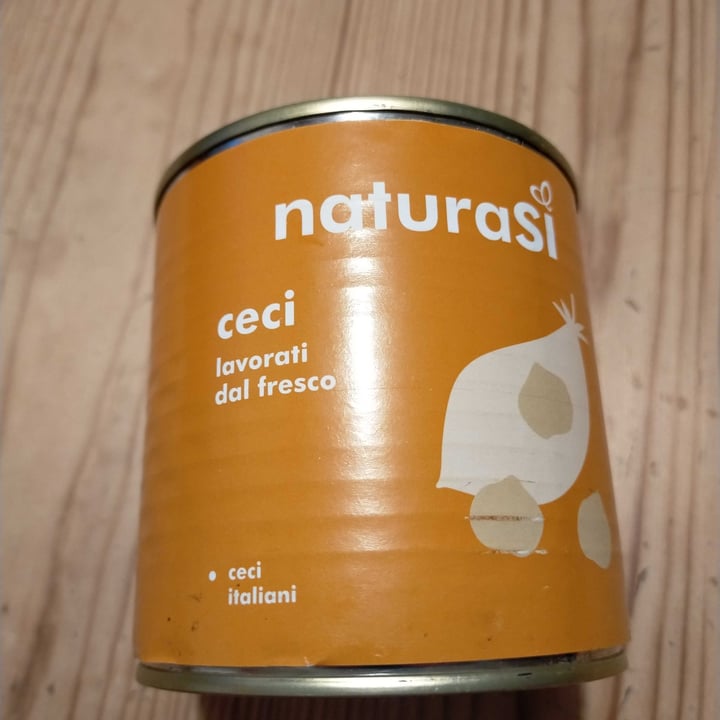 naturasì
ceci
lavorati
dal fresco
• ceci
italiani